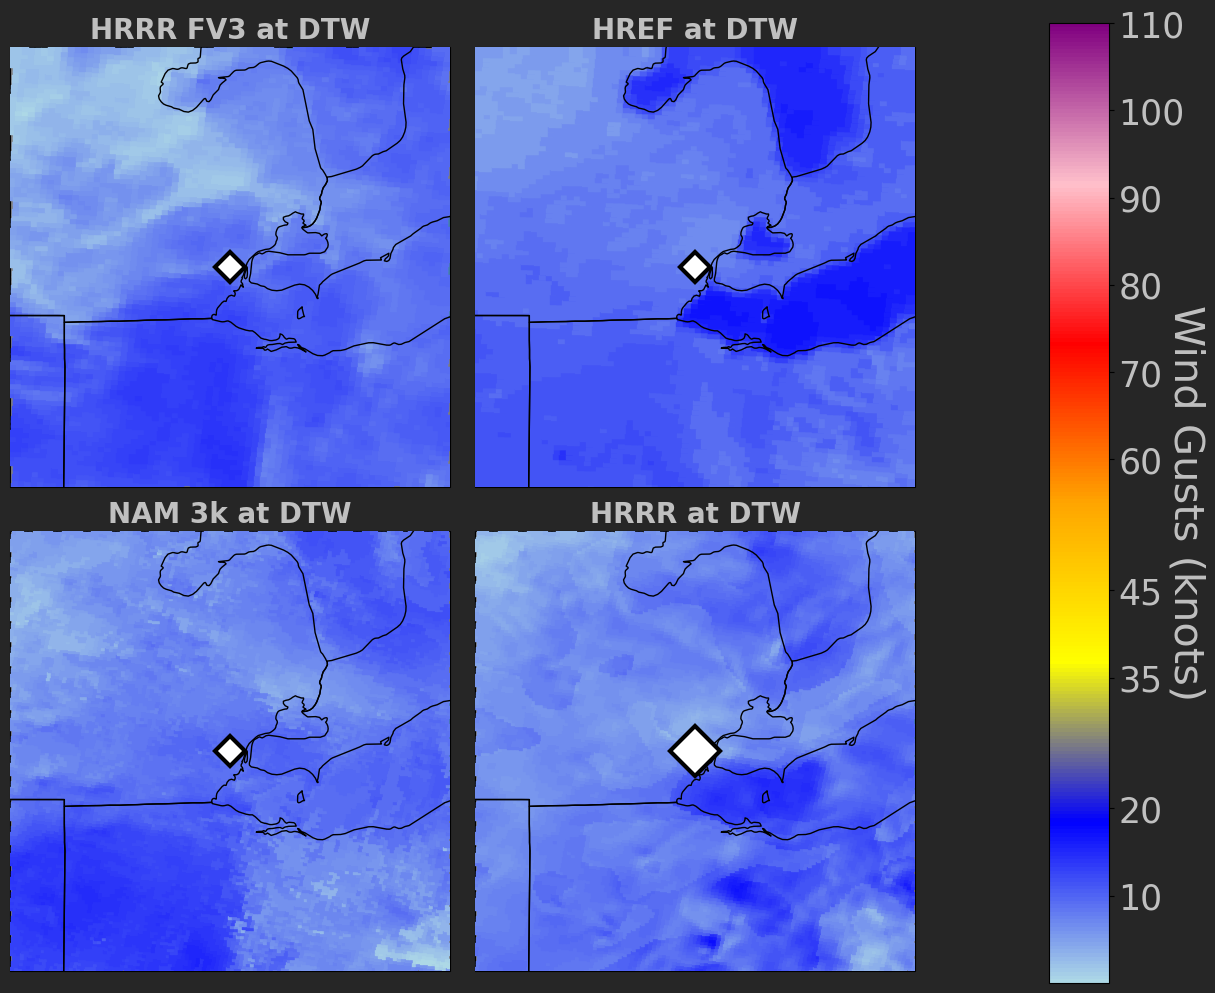 HRRR FV3 at DTW
HREF at DTW
NAM 3k at DTW
HRRR at DTW
110
100
90
80
70
60
45
35
20
10
Wind Gusts (knots)